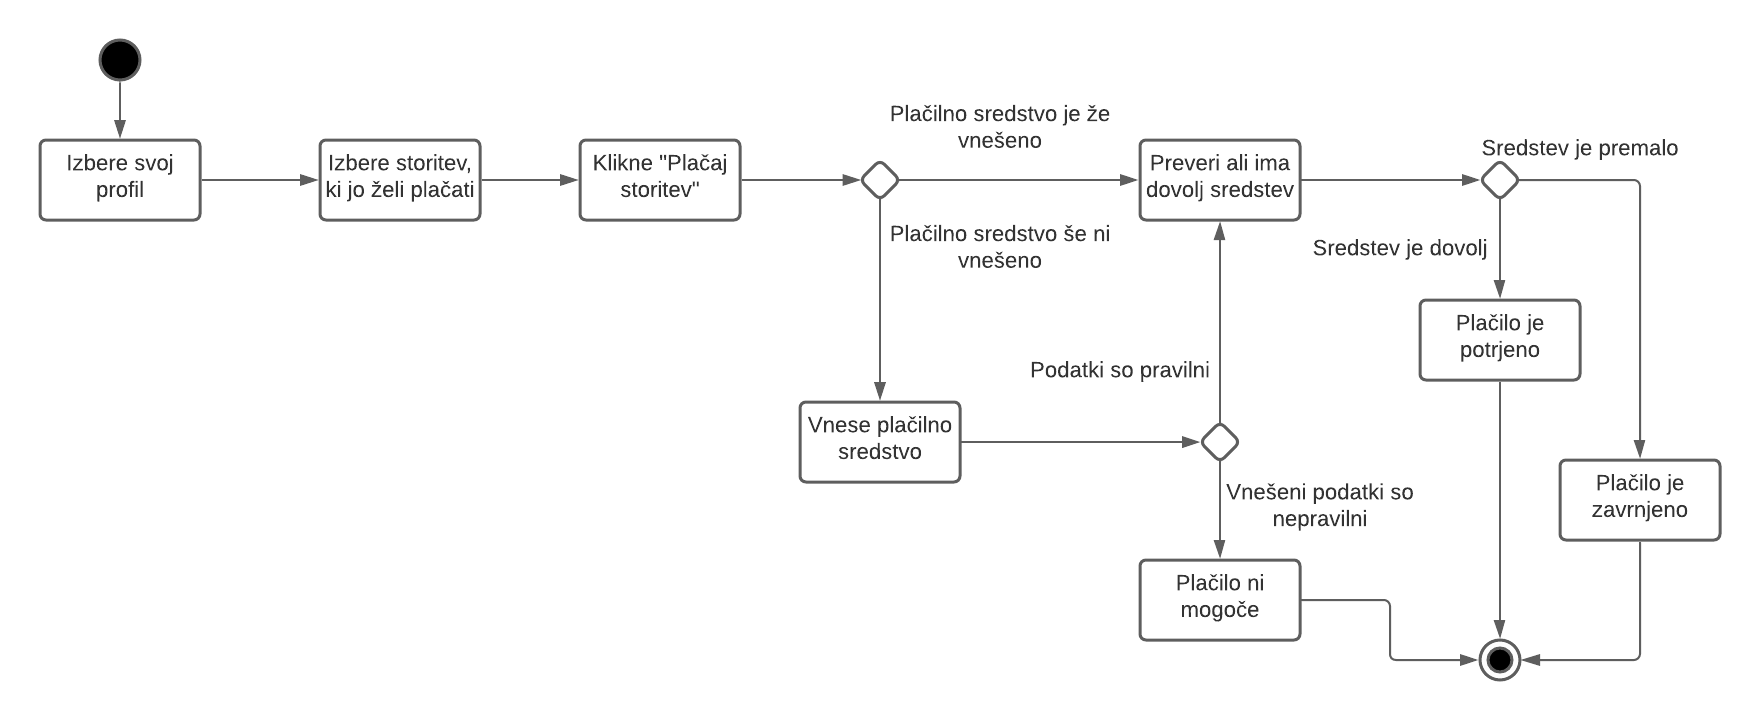 Izbere svoj
profil
Izbere storitev,
ki jo želi plačati
Klikne "Plačaj
storitev"
Plačilno sredstvo je že
vnešeno
Plačilno sredstvo še ni
vnešeno
Preveri ali ima
dovolj sredstev
Sredstev je premalo
Sredstev je dovolj
Plačilo je
potrjeno
Podatki so pravilni
Vnese plačilno
sredstvo
Vnešeni podatki so
nepravilni
Plačilo je
zavrnjeno
Plačilo ni
mogoče